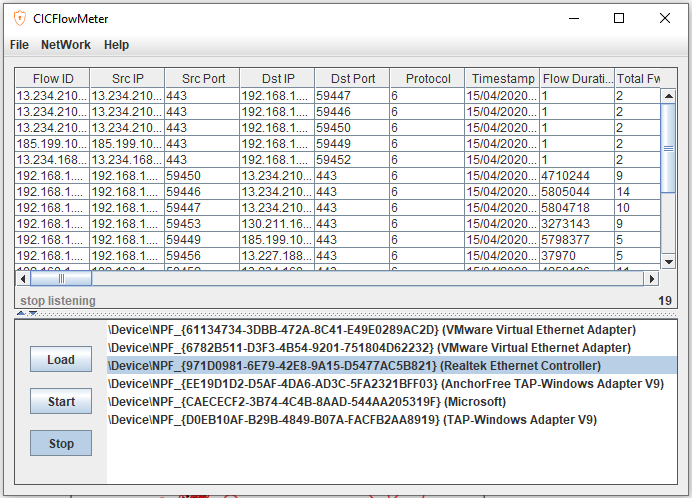 CICFlowMeter
File NetWork Help
Flow ID Src IP Src Port Dst IP Dst Port Protocol Timestamp Flow Durati... Total Fw
13.234.210... 13.234.210... 443 192.168.1.... 59447 6 15/04/2020... 1 2
13.234.210... 13.234.210... 443 192.168.1.... 59446 6 15/04/2020... 1 2
13.234.210... 13.234.210... 443 192.168.1.... 59450 6 15/04/2020... 1 2
185.199.10... 185.199.10... 443 192.168.1.... 59449 6 15/04/2020... 1 2
13.234.168... 13.234.168... 443 192.168.1.... 59452 6 15/04/2020... 1 2
192.168.1.... 192.168.1.... 59450 13.234.210... 443 6 15/04/2020... 4710244 9
192.168.1.... 192.168.1.... 59446 13.234.210... 443 6 15/04/2020... 5805044 14
192.168.1.... 192.168.1.... 59447 13.234.210... 443 6 15/04/2020... 5804718 10
192.168.1.... 192.168.1.... 59453 130.211.16... 443 6 15/04/2020... 3273143 9
192.168.1.... 192.168.1.... 59449 185.199.10... 443 6 15/04/2020... 5798377 5
192.168.1.... 192.168.1.... 59456 13.227.188... 443 6 15/04/2020... 37970 5
stop listening 19
\Device\NPF_{61134734-3DBB-472A-8C41-E49E0289AC2D} (VMware Virtual Ethernet Adapter)
\Device\NPF_{6782B511-D3F3-4B54-9201-751804D62232} (VMware Virtual Ethernet Adapter)
Load \Device\NPF_{971D0981-6E79-42E8-9A15-D5477AC5B821} (Realtek Ethernet Controller)
\Device\NPF_{EE19D1D2-D5AF-4DA6-AD3C-5FA2321BFF03} (AnchorFree TAP-Windows Adapter V9)
Start \Device\NPF_{CAECECF2-3B74-4C4B-8AAD-544AA205319F} (Microsoft)
\Device\NPF_{D0EB10AF-B29B-4849-B07A-FACFB2AA8919} (TAP-Windows Adapter V9)
Stop